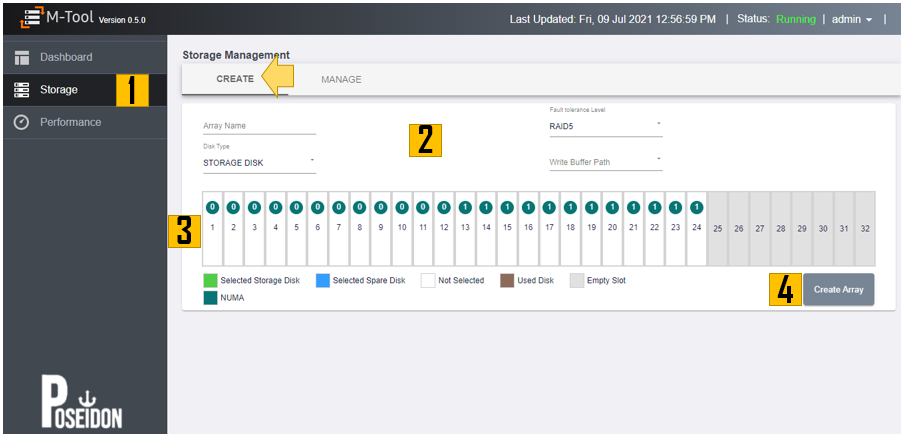 M-Tool Version 0.5.0
Last Updated: Fri, 09 Jul 2021 12:56:59 PM | Status: Running | admin |
Dashboard
Storage
Performance
1
Storage Management
CREATE
MANAGE
Array Name
2
Fault tolerance Level
RAID5
Disk Type
STORAGE DISK
Write Buffer Path
3
0 0 0 0 0 0 0 0 0 0 0 0 1 1 1 1 1 1 1 1 1 1 1 1
1 2 3 4 5 6 7 8 9 10 11 12 13 14 15 16 17 18 19 20 21 22 23 24 25 26 27 28 29 30 31 32
Selected Storage Disk Selected Spare Disk Not Selected Used Disk Empty Slot
NUMA
4
Create Array
POSEIDON